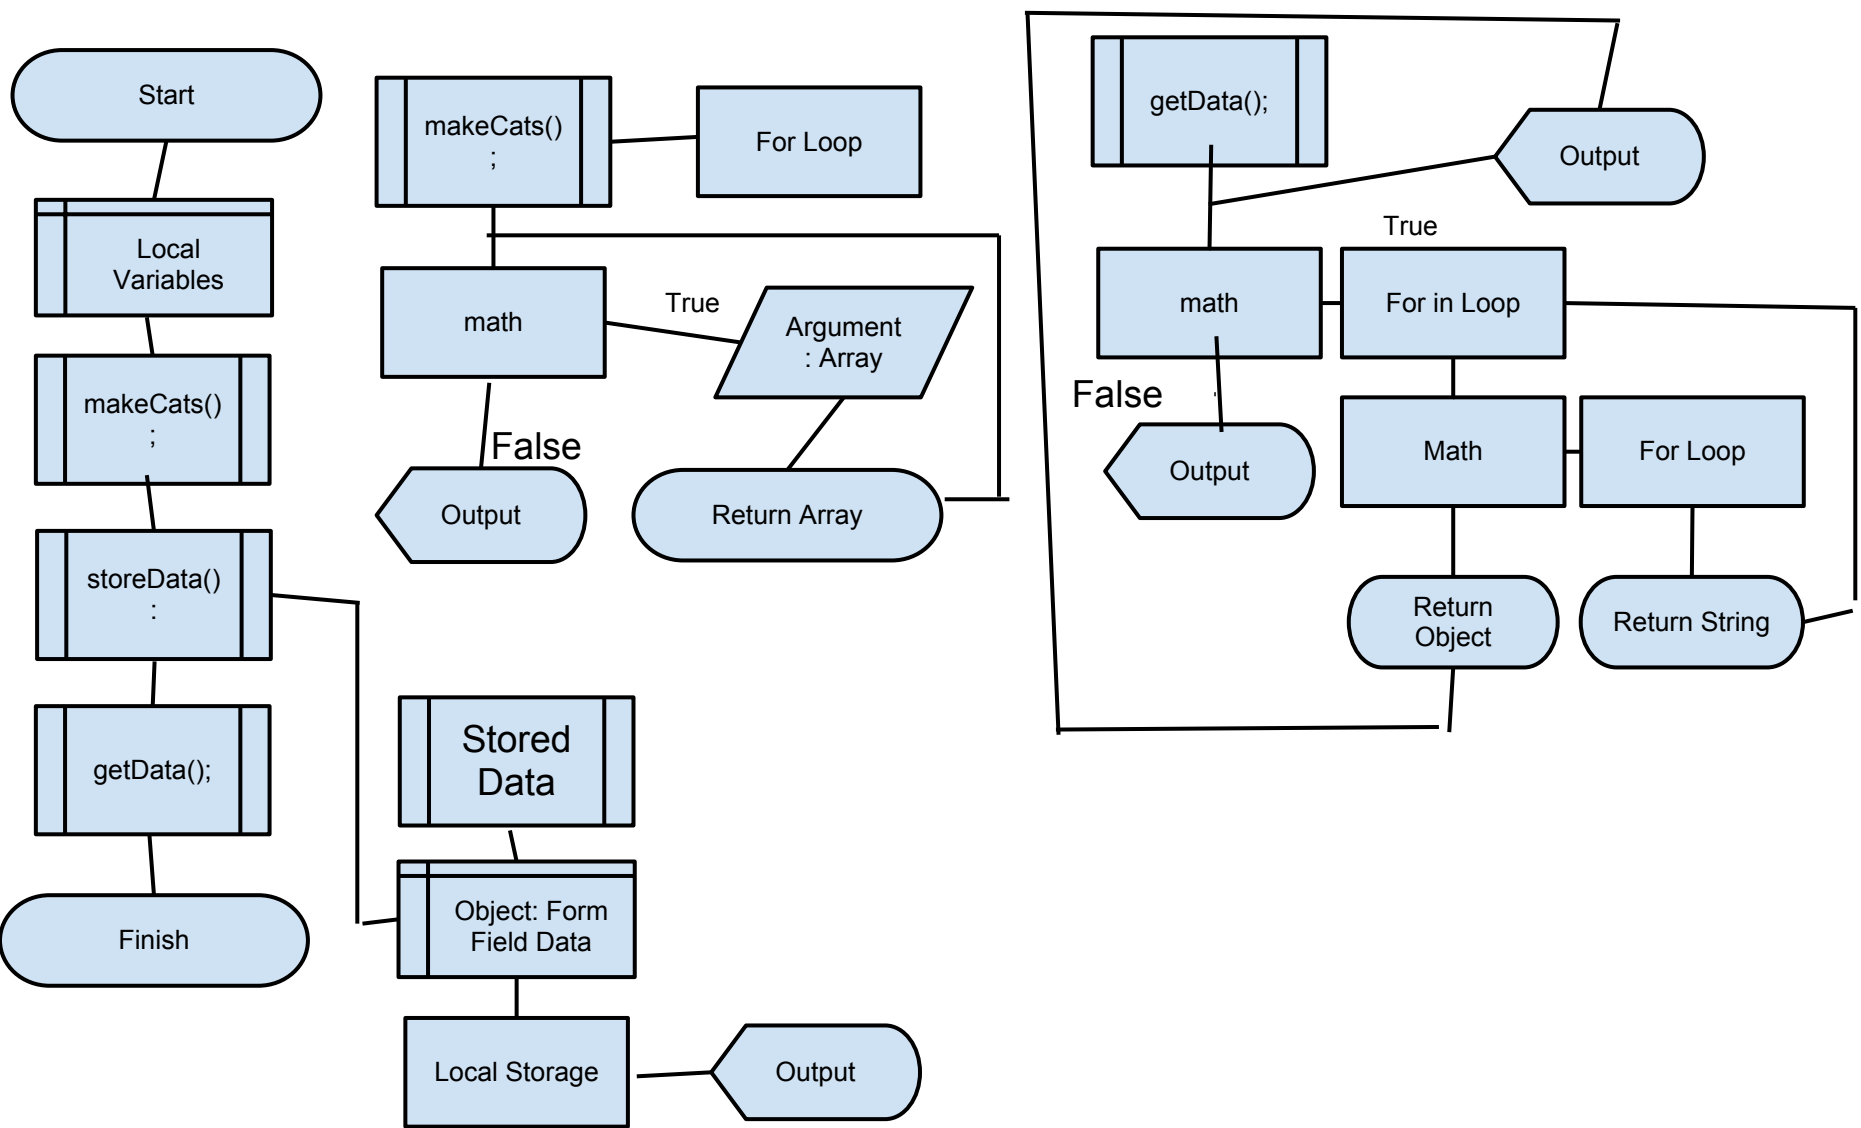 Start
Local
Variables
makeCats()
;
storeData()
:
getData();
Finish
makeCats()
;
For Loop
math
True
Argument
: Array
False
Output
Return Array
Stored
Data
Object: Form
Field Data
Local Storage
Output
getData();
Output
True
math
For in Loop
False
Output
Math
For Loop
Return
Object
Return String